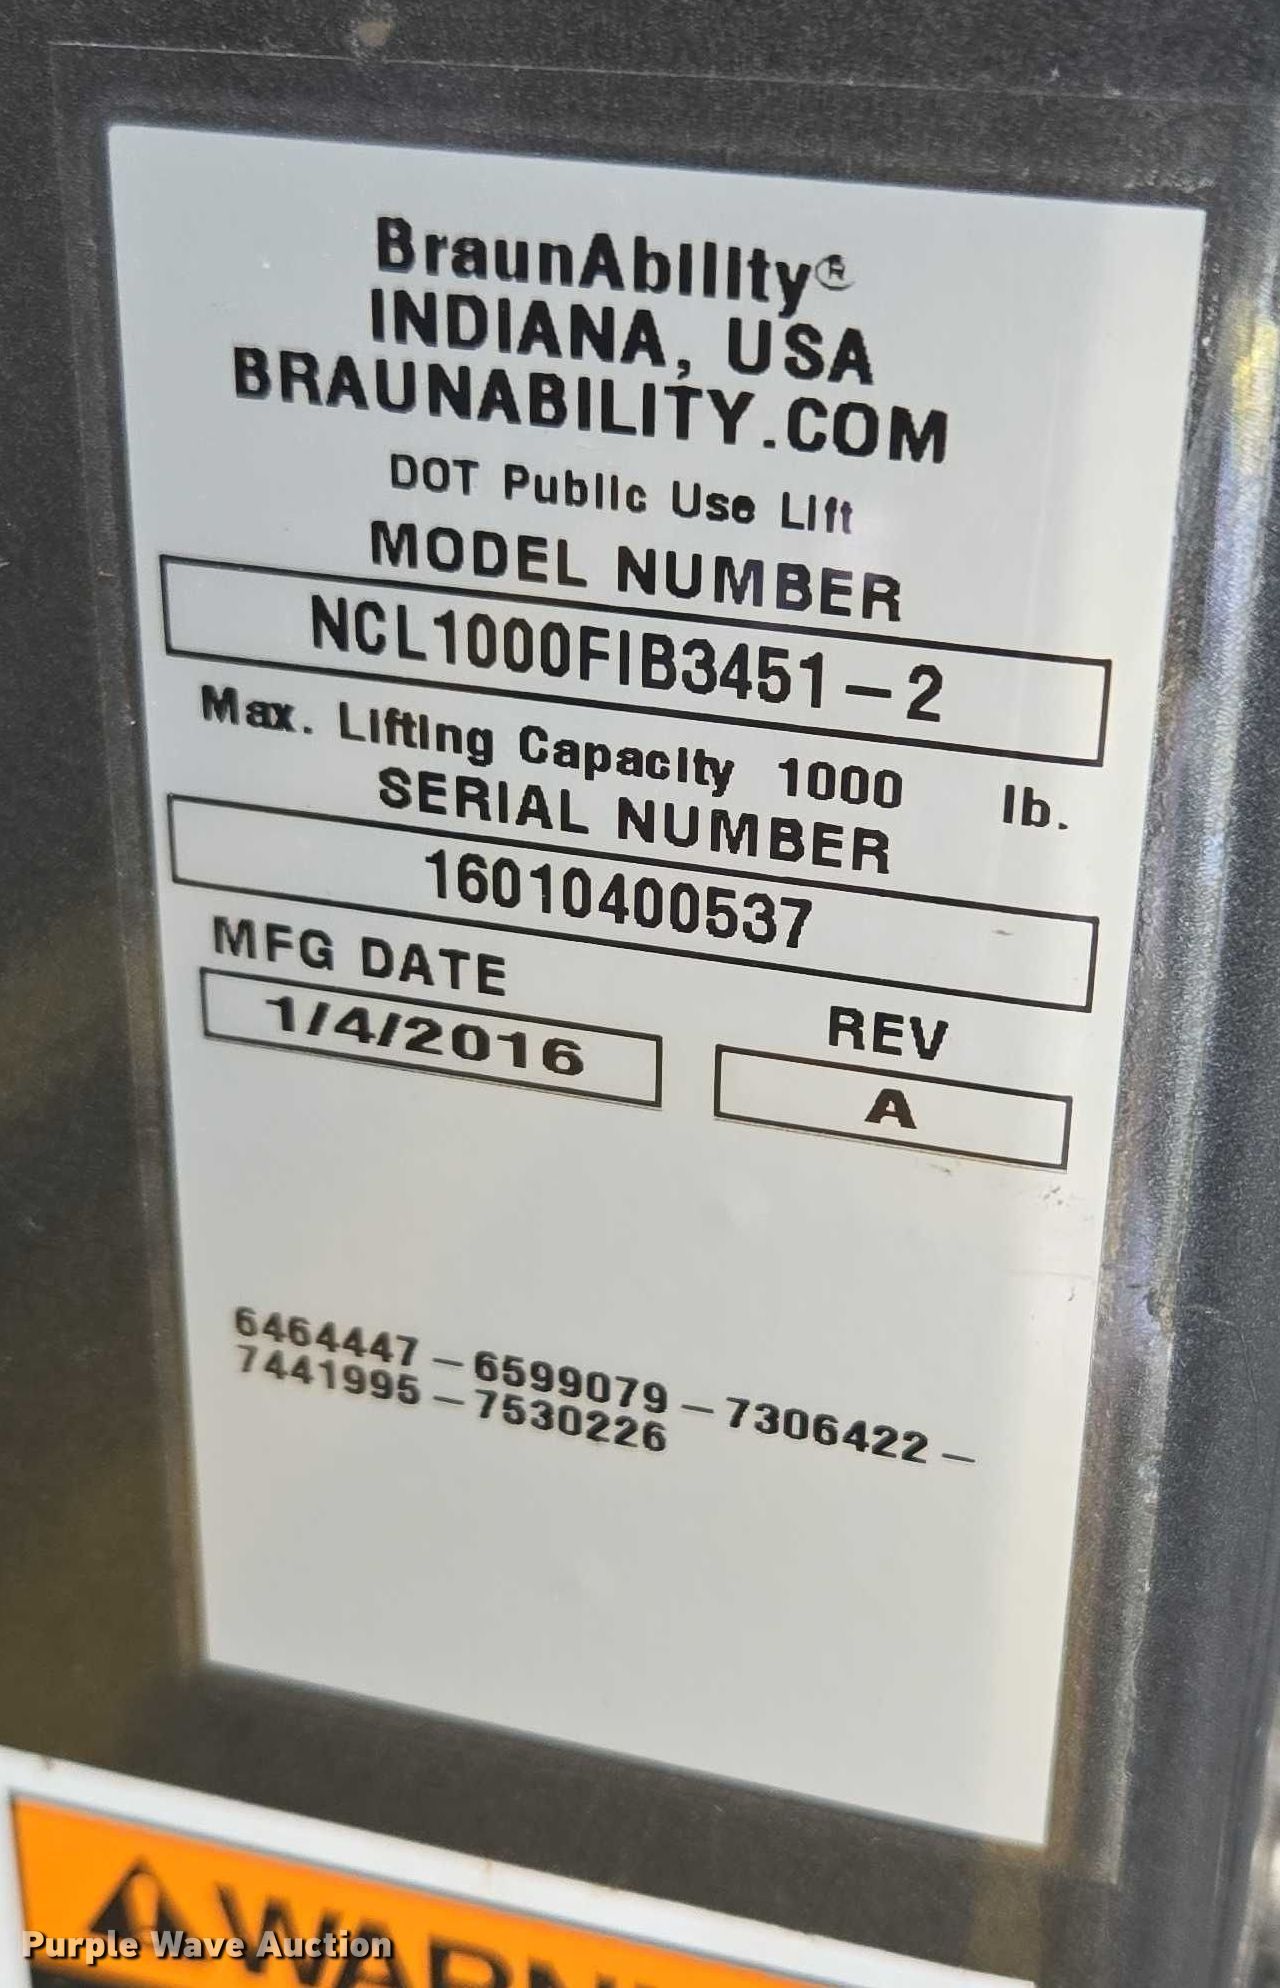 BraunAbility®
INDIANA, USA
BRAUNABILITY.COM
DOT Public Use Lift
MODEL NUMBER
NCL1000FIB3451-2
Max. Lifting Capacity 1000 lb.
SERIAL NUMBER
16010400537
MFG DATE
1/4/2016
REV
A
6464447-6599079-7306422-
7441995-7530226
WARNING
Purple Wave Auction